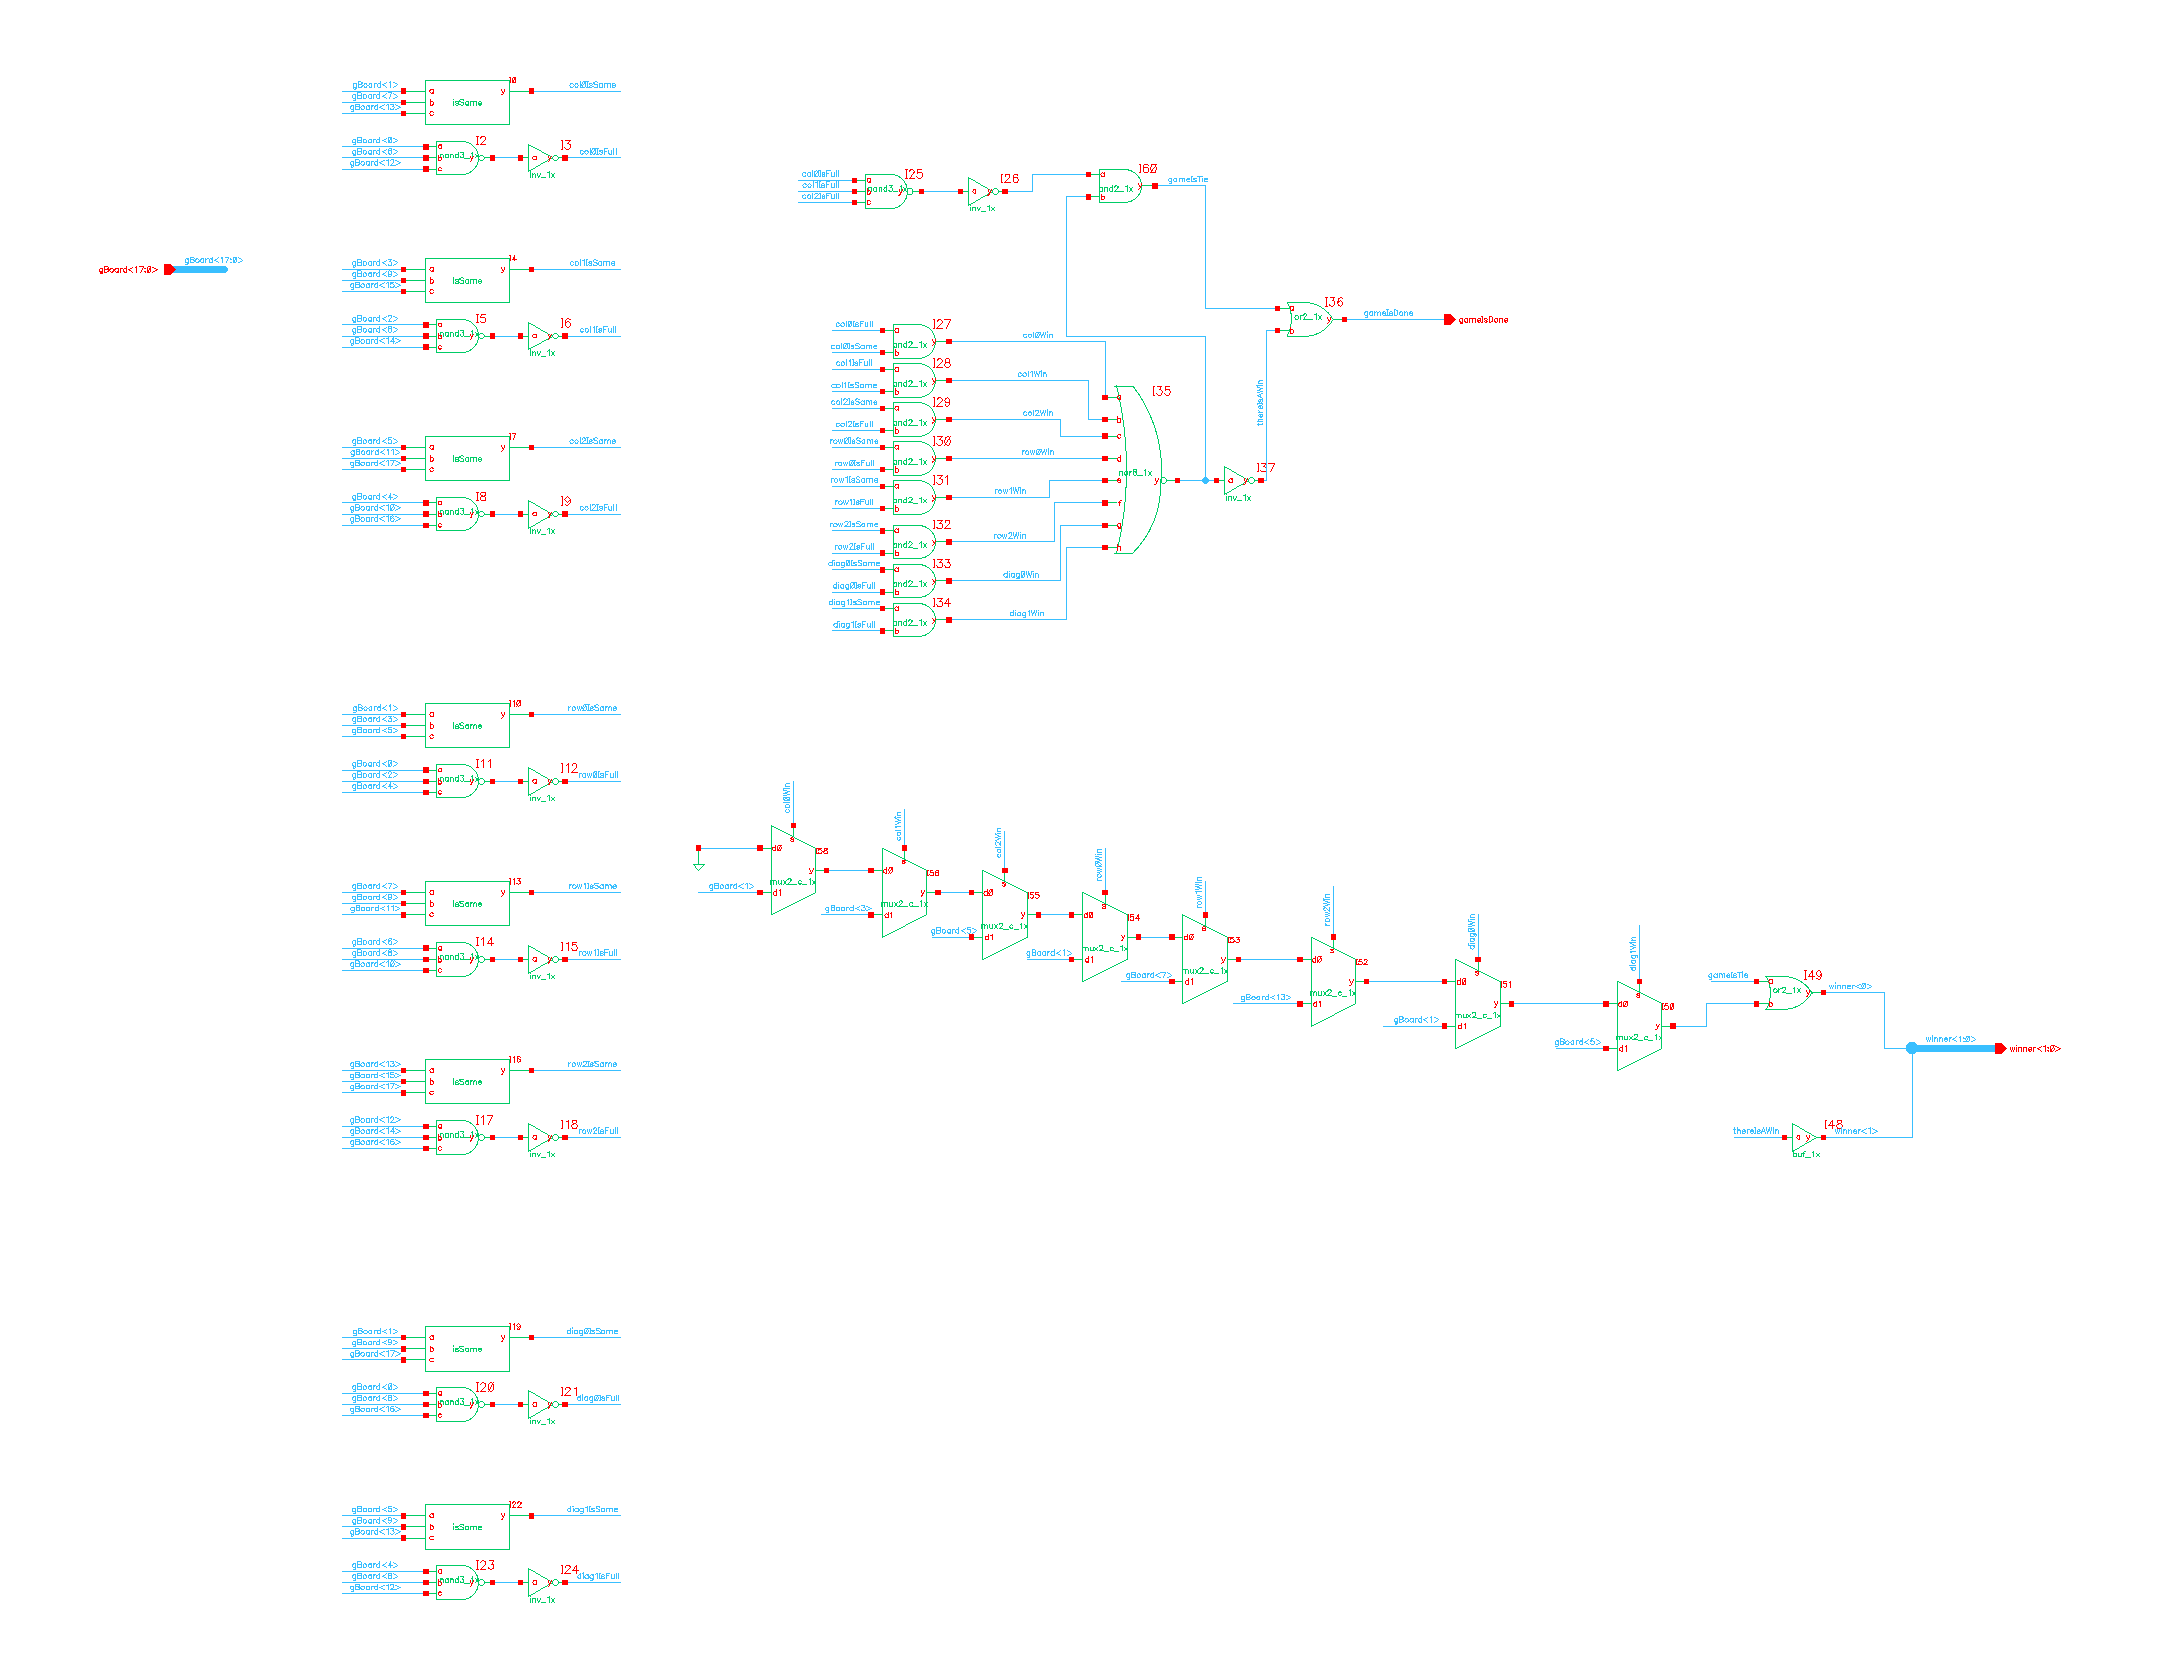 gBoard<17:0>
gBoard<17:0>
gBoard<1>
gBoard<7>
gBoard<13>
a
b
c
isSame
y
I0
col0IsSame
gBoard<0>
gBoard<6>
gBoard<12>
a
b
c
nand3_1x
y
I2
a
y
I3
inv_1x
col0IsFull
gBoard<3>
gBoard<9>
gBoard<15>
a
b
c
isSame
y
I4
col1IsSame
gBoard<2>
gBoard<8>
gBoard<14>
a
b
c
nand3_1x
y
I5
a
y
I6
inv_1x
col1IsFull
gBoard<5>
gBoard<11>
gBoard<17>
a
b
c
isSame
y
I7
col2IsSame
gBoard<4>
gBoard<10>
gBoard<16>
a
b
c
nand3_1x
y
I8
a
y
I9
inv_1x
col2IsFull
gBoard<1>
gBoard<3>
gBoard<5>
a
b
c
isSame
y
I10
row0IsSame
gBoard<0>
gBoard<2>
gBoard<4>
a
b
c
nand3_1x
y
I11
a
y
I12
inv_1x
row0IsFull
gBoard<7>
gBoard<9>
gBoard<11>
a
b
c
isSame
y
I13
row1IsSame
gBoard<6>
gBoard<8>
gBoard<10>
a
b
c
nand3_1x
y
I14
a
y
I15
inv_1x
row1IsFull
gBoard<13>
gBoard<15>
gBoard<17>
a
b
c
isSame
y
I16
row2IsSame
gBoard<12>
gBoard<14>
gBoard<16>
a
b
c
nand3_1x
y
I17
a
y
I18
inv_1x
row2IsFull
gBoard<1>
gBoard<9>
gBoard<17>
a
b
c
isSame
y
I19
diag0IsSame
gBoard<0>
gBoard<8>
gBoard<16>
a
b
c
nand3_1x
y
I20
a
y
I21
inv_1x
diag0IsFull
gBoard<5>
gBoard<9>
gBoard<13>
a
b
c
isSame
y
I22
diag1IsSame
gBoard<4>
gBoard<8>
gBoard<12>
a
b
c
nand3_1x
y
I23
a
y
I24
inv_1x
diag1IsFull
col0IsFull
col1IsFull
col2IsFull
a
b
c
nand3_1x
y
I25
a
y
I26
inv_1x
a
b
and2_1x
y
I60
gameIsTie
col0IsFull
col0IsSame
a
b
and2_1x
y
I27
col0Win
col1IsFull
col1IsSame
a
b
and2_1x
y
I28
col1Win
col2IsSame
col2IsFull
a
b
and2_1x
y
I29
col2Win
row0IsSame
row0IsFull
a
b
and2_1x
y
I30
row0Win
row1IsSame
row1IsFull
a
b
and2_1x
y
I31
row1Win
row2IsSame
row2IsFull
a
b
and2_1x
y
I32
row2Win
diag0IsSame
diag0IsFull
a
b
and2_1x
y
I33
diag0Win
diag1IsSame
diag1IsFull
a
b
and2_1x
y
I34
diag1Win
a
b
c
d
e
f
g
h
nor8_1x
y
I35
a
y
I37
inv_1x
thereIsAWin
a
b
or2_1x
y
I36
gameIsDone
gameIsDone
col0Win
s
d0
gBoard<1>
d1
y
mux2_c_1x
I58
col1Win
s
d0
gBoard<3>
d1
y
mux2_c_1x
I56
col2Win
s
d0
gBoard<5>
d1
y
mux2_c_1x
I55
row0Win
s
d0
gBoard<1>
d1
y
mux2_c_1x
I54
row1Win
s
d0
gBoard<7>
d1
y
mux2_c_1x
I53
row2Win
s
d0
gBoard<13>
d1
y
mux2_c_1x
I52
diag0Win
s
d0
gBoard<1>
d1
y
mux2_c_1x
I51
diag1Win
s
d0
gBoard<5>
d1
y
mux2_c_1x
I50
gameIsTie
a
b
or2_1x
y
I49
winner<0>
thereIsAWin
a
y
I48
buf_1x
winner<1>
winner<1:0>
winner<1:0>